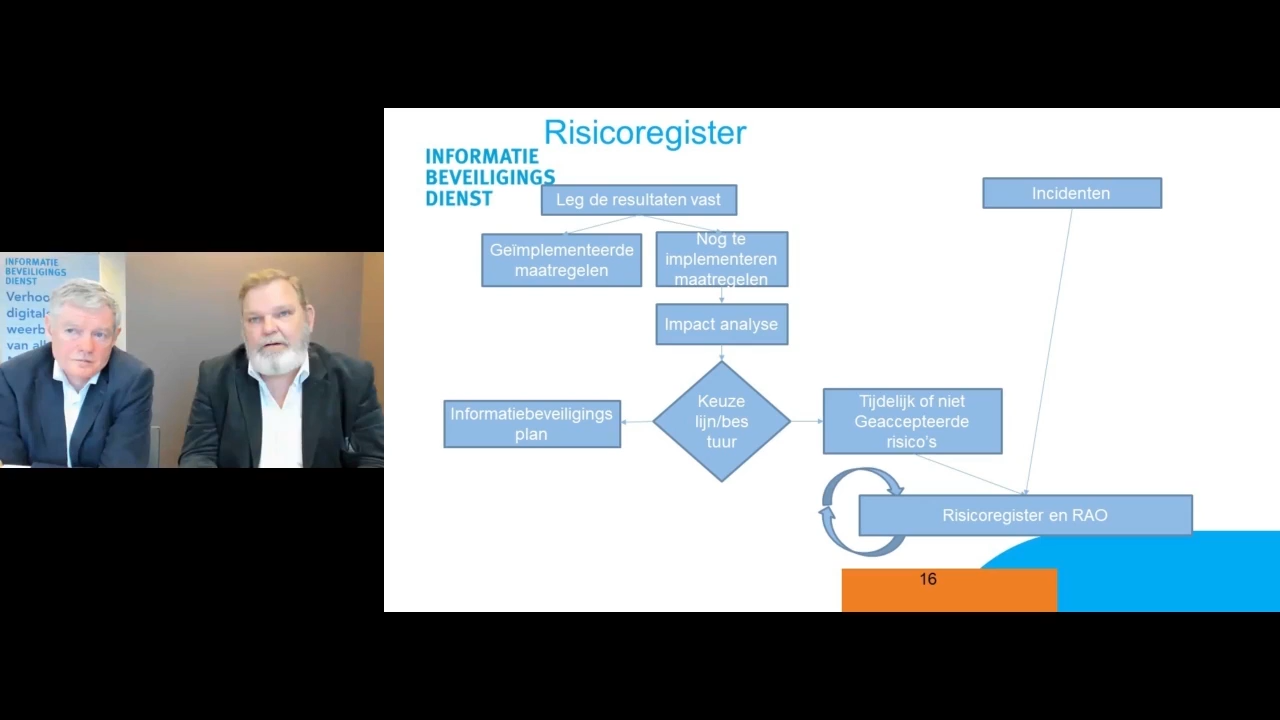 Risicoregister
INFORMATIE
BEVEILIGINGS
DIENST
Leg de resultaten vast
Incidenten
Geïmplementeerde
maatregelen
Nog te
implementeren
maatregelen
Impact analyse
Keuze
lijn/bes
tuur
Informatiebeveiligings
plan
Tijdelijk of niet
Geaccepteerde
risico's
Risicoregister en RAO
16
INFORMATIE
BEVEILIGINGS
DIENST
digital
weerb
van